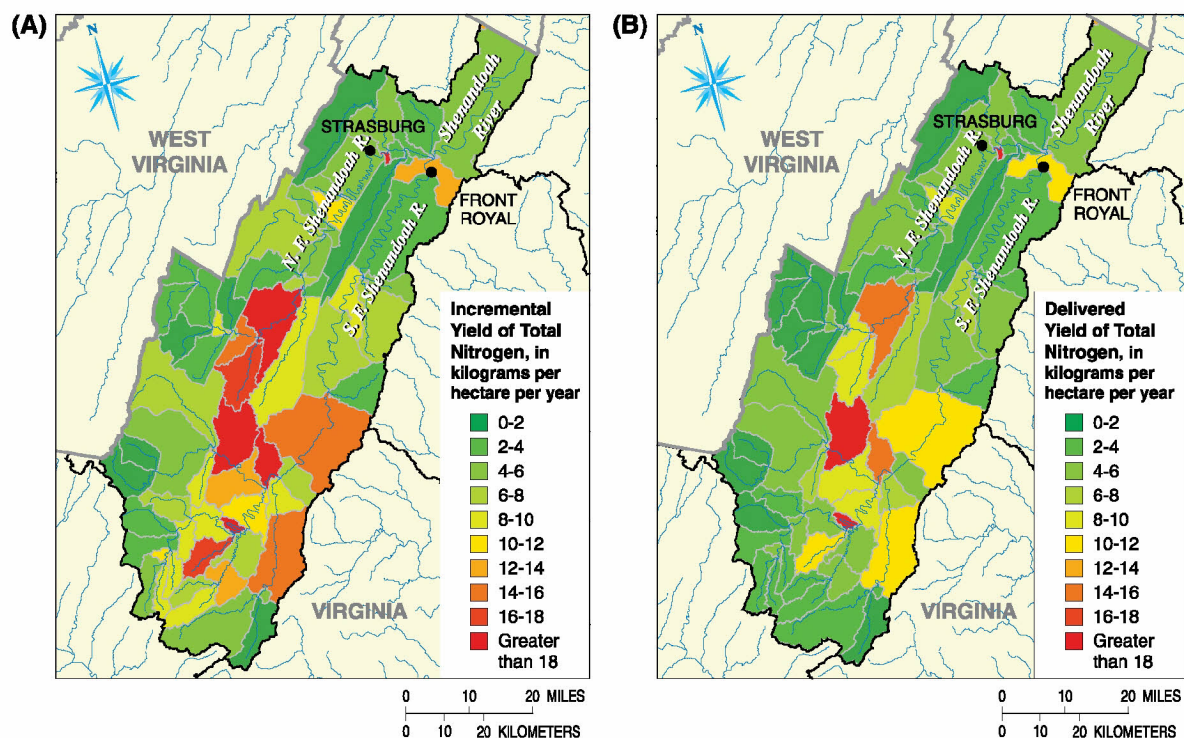 (A)
N
WEST
VIRGINIA
STRASBURG
Shenandoah
River
N. F. Shenandoah R.
FRONT
ROYAL
S. F. Shenandoah R.
VIRGINIA
Incremental
Yield of Total
Nitrogen, in
kilograms per
hectare per year
0-2
2-4
4-6
6-8
8-10
10-12
12-14
14-16
16-18
Greater
than 18
0 10 20 MILES
0 10 20 KILOMETERS
(B)
N
WEST
VIRGINIA
STRASBURG
Shenandoah
River
N. F. Shenandoah R.
FRONT
ROYAL
S. F. Shenandoah R.
VIRGINIA
Delivered
Yield of Total
Nitrogen, in
kilograms per
hectare per year
0-2
2-4
4-6
6-8
8-10
10-12
12-14
14-16
16-18
Greater
than 18
0 10 20 MILES
0 10 20 KILOMETERS